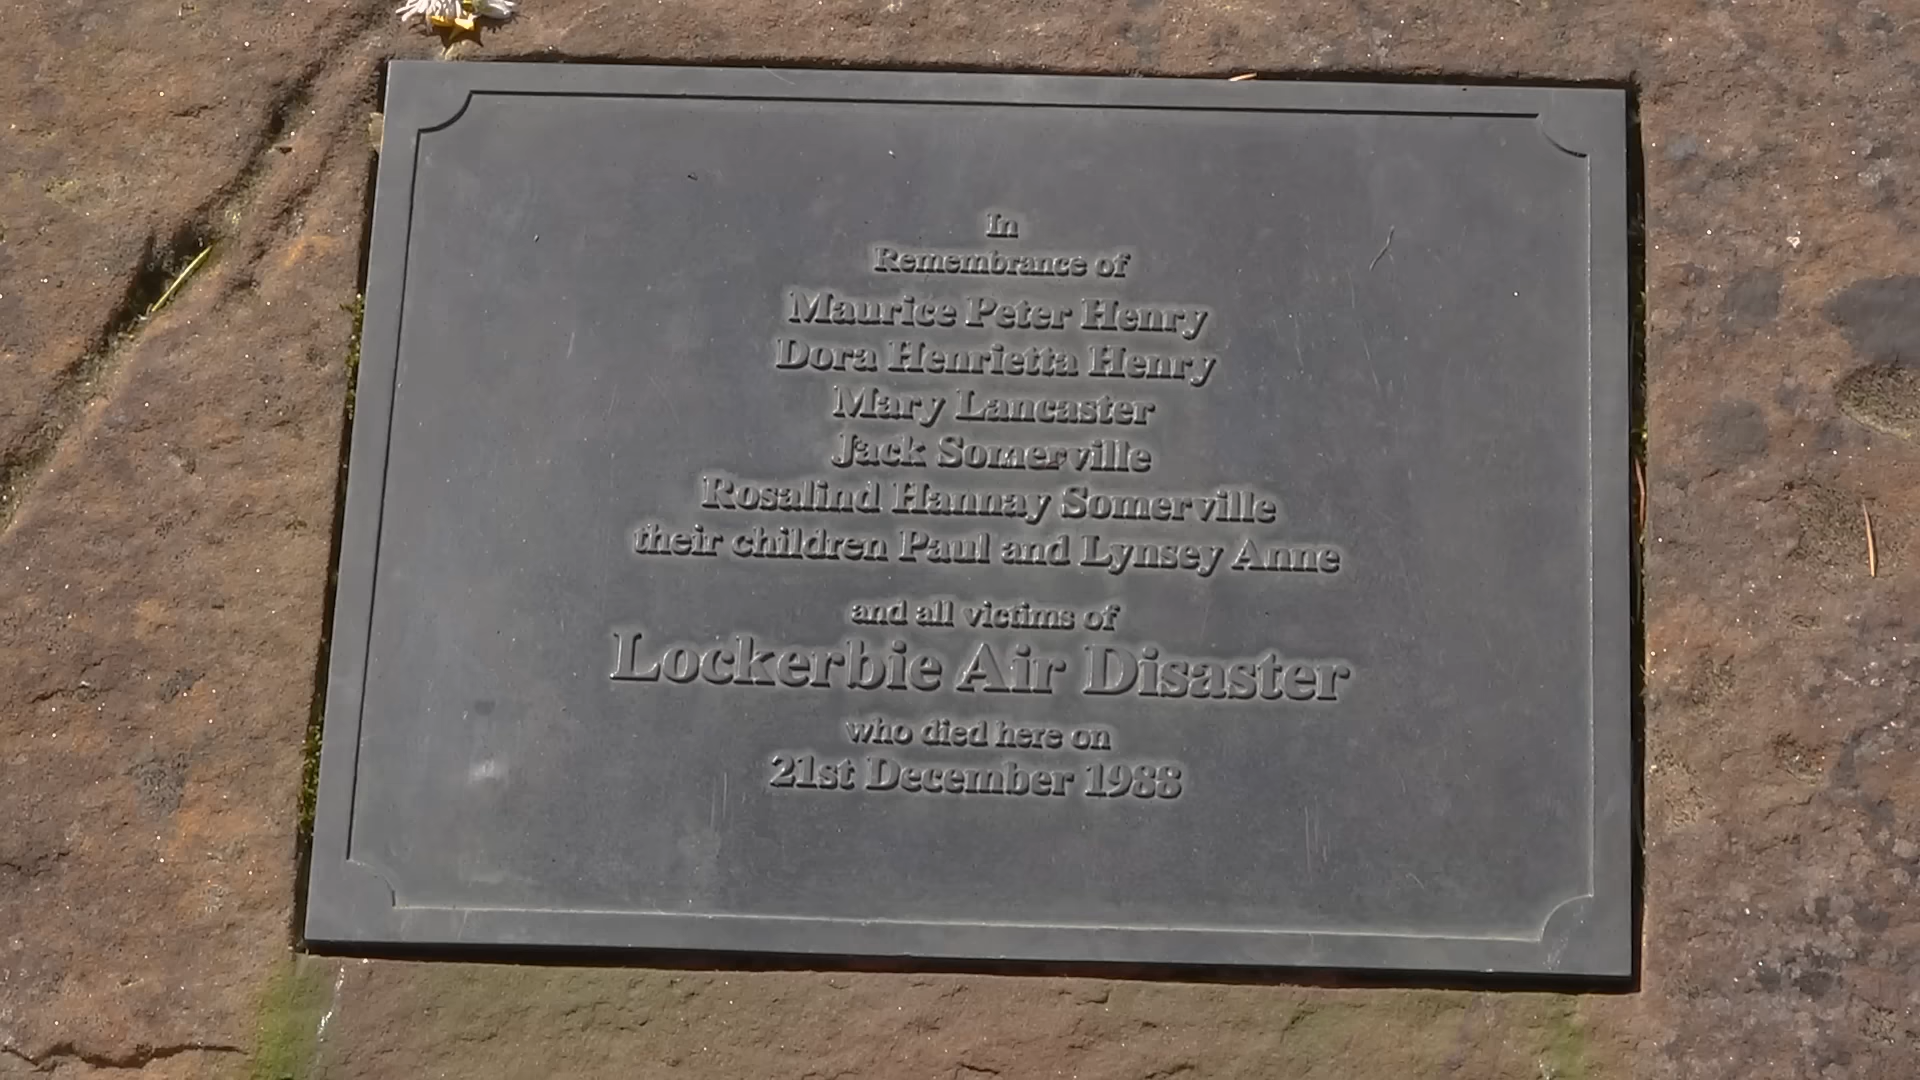 In
Remembrance of
Maurice Peter Henry
Dora Henrietta Henry
Mary Lancaster
Jack Somerville
Rosalind Hannay Somerville
their children Paul and Lynsey Anne
and all victims of
Lockerbie Air Disaster
who died here on
21st December 1988